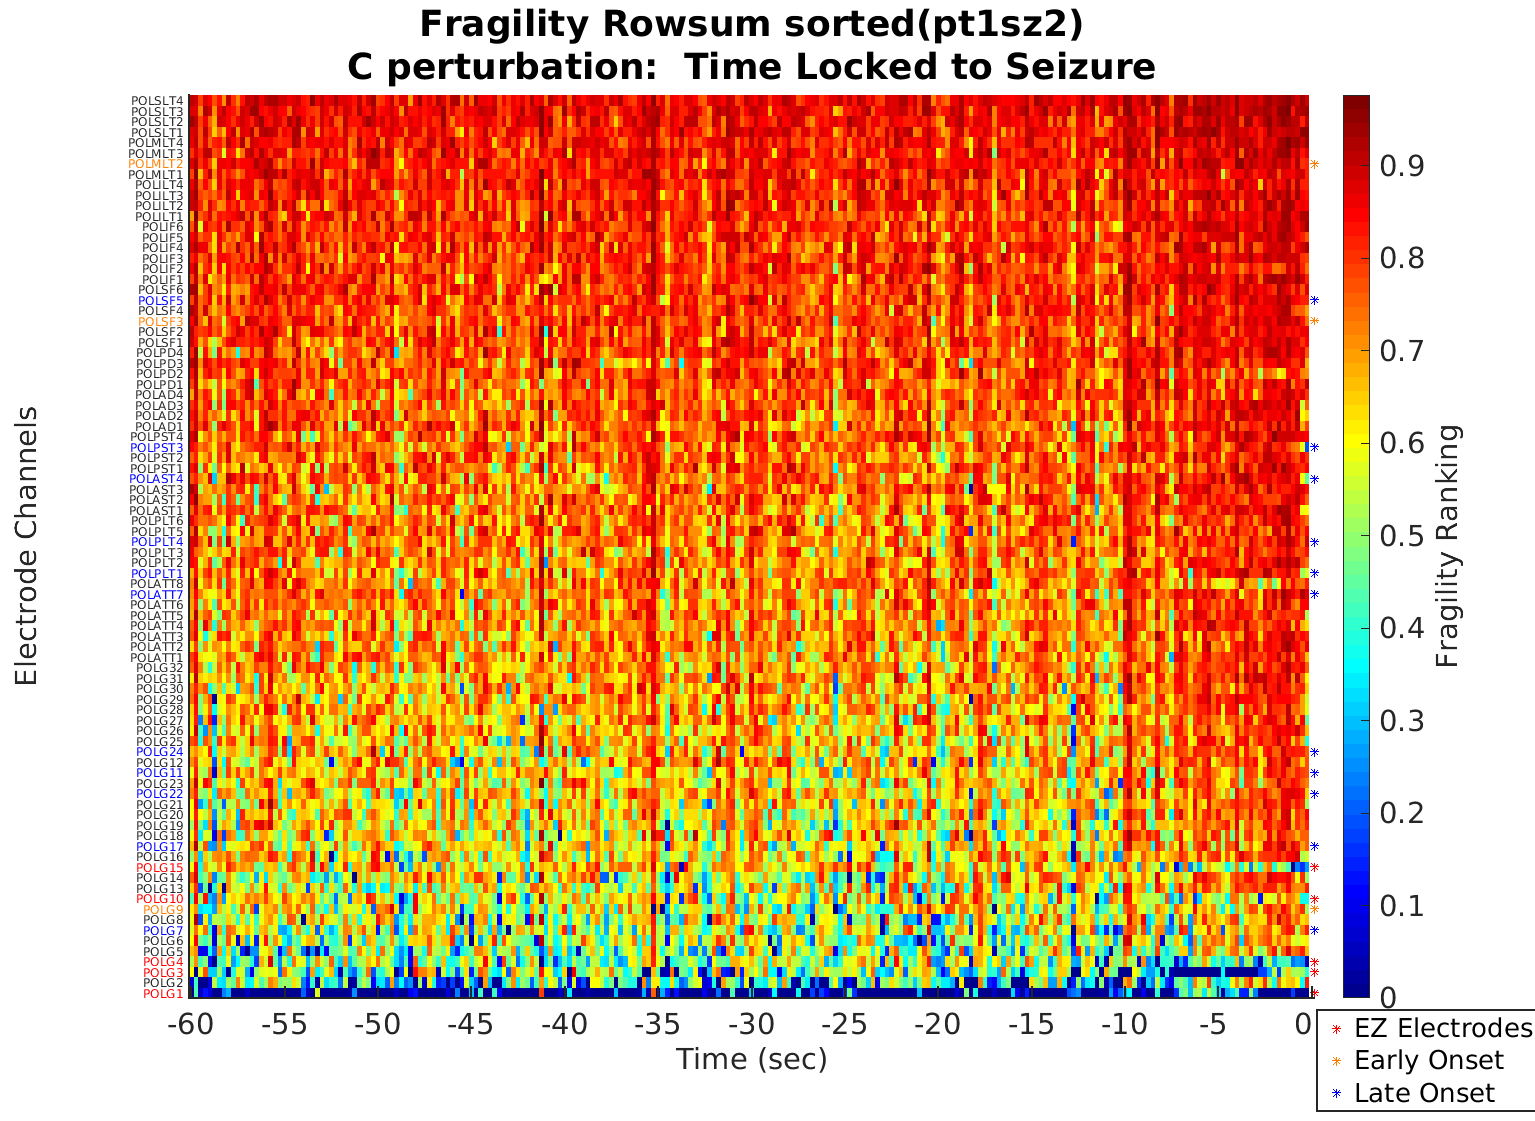 Fragility Rowsum sorted(pt1sz2)
C perturbation:  Time Locked to Seizure
Electrode Channels
POLSLT4
POLSLT3
POLSLT2
POLSLT1
POLMLT4
POLMLT3
POLMLT2
POLMLT1
POLILT4
POLILT3
POLILT2
POLILT1
POLIF6
POLIF5
POLIF4
POLIF3
POLIF2
POLIF1
POLSF6
POLSF5
POLSF4
POLSF3
POLSF2
POLSF1
POLPD4
POLPD3
POLPD2
POLPD1
POLAD4
POLAD3
POLAD2
POLAD1
POLPST4
POLPST3
POLPST2
POLPST1
POLAST4
POLAST3
POLAST2
POLAST1
POLPLT6
POLPLT5
POLPLT4
POLPLT3
POLPLT2
POLPLT1
POLATT8
POLATT7
POLATT6
POLATT5
POLATT4
POLATT3
POLATT2
POLATT1
POLG32
POLG31
POLG30
POLG29
POLG28
POLG27
POLG26
POLG25
POLG24
POLG12
POLG11
POLG23
POLG22
POLG21
POLG20
POLG19
POLG18
POLG17
POLG16
POLG15
POLG14
POLG13
POLG10
POLG9
POLG8
POLG7
POLG6
POLG5
POLG4
POLG3
POLG2
POLG1
-60 -55 -50 -45 -40 -35 -30 -25 -20 -15 -10 -5 0
Time (sec)
0.9
0.8
0.7
0.6
0.5
0.4
0.3
0.2
0.1
0
Fragility Ranking
EZ Electrodes
Early Onset
Late Onset